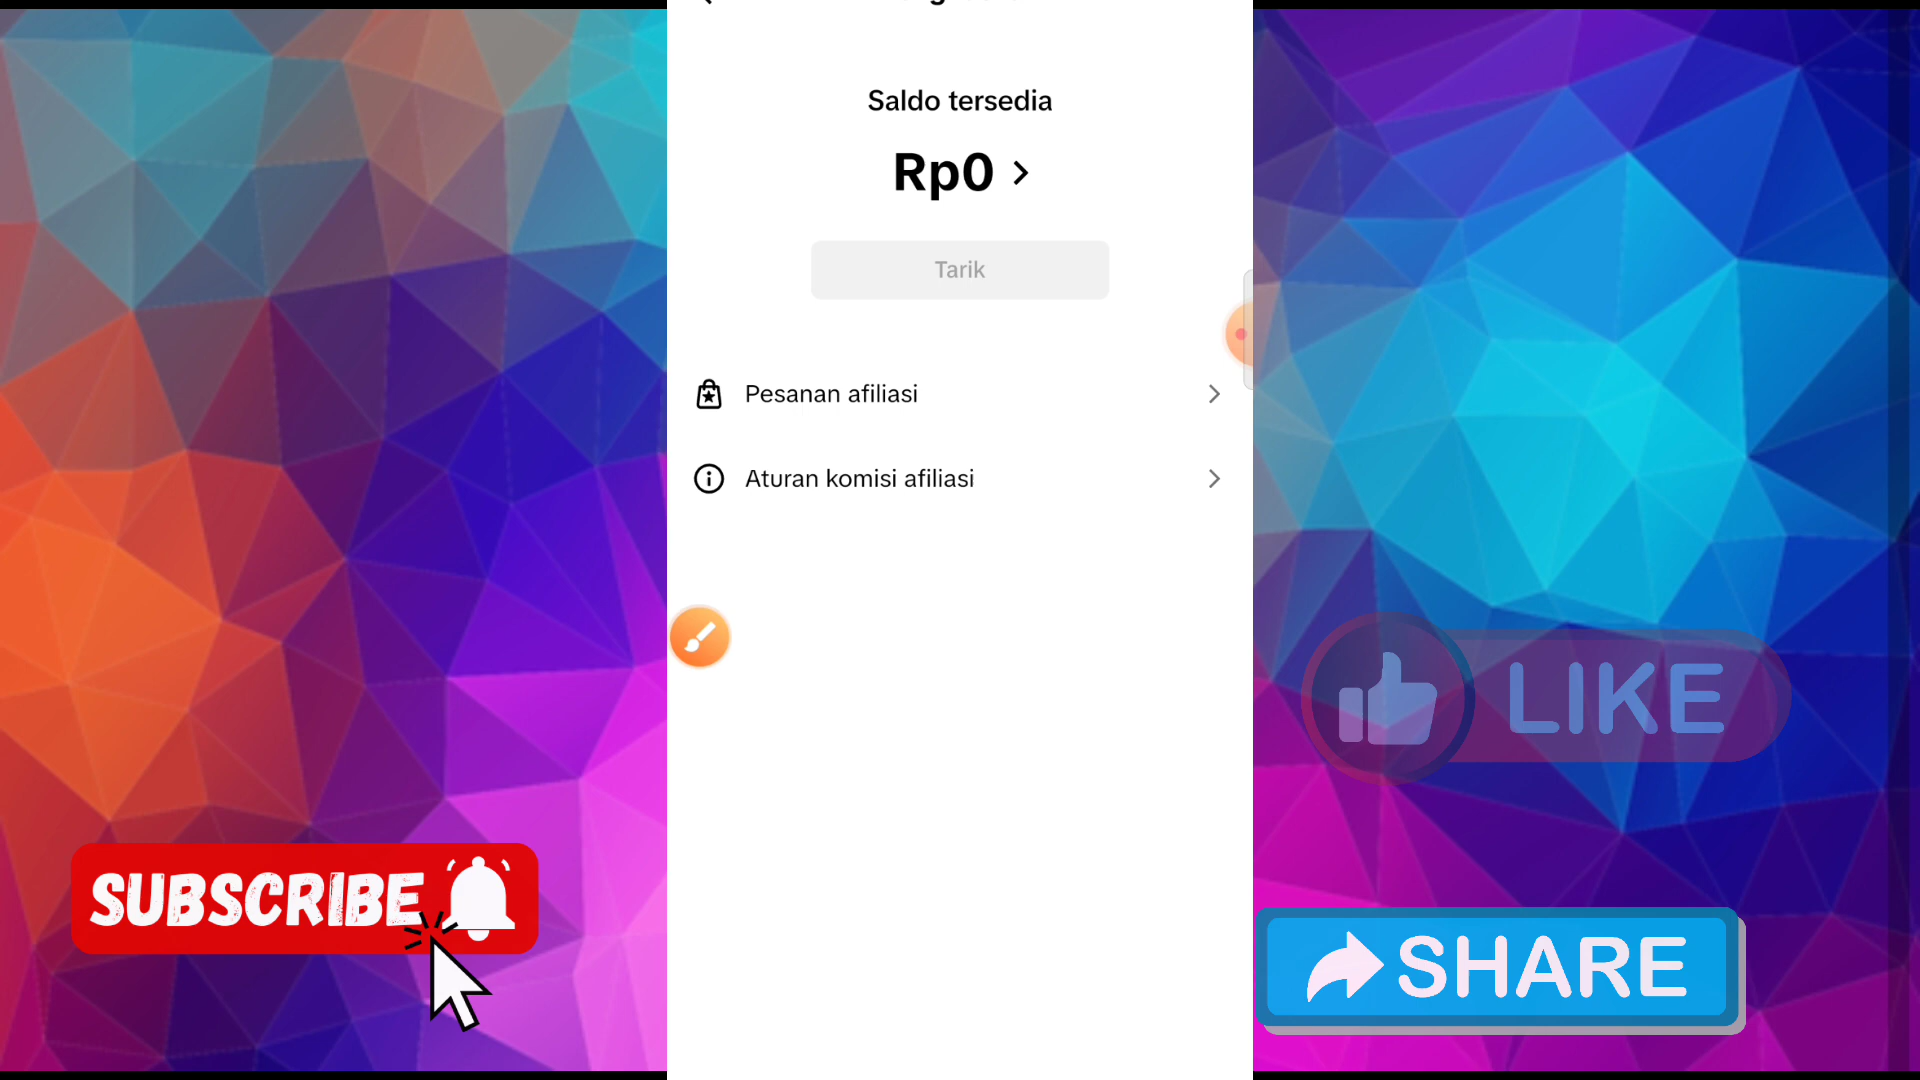 Saldo tersedia
Rp0
Tarik
Pesanan afiliasi
Aturan komisi afiliasi
LIKE
SUBSCRIBE
SHARE